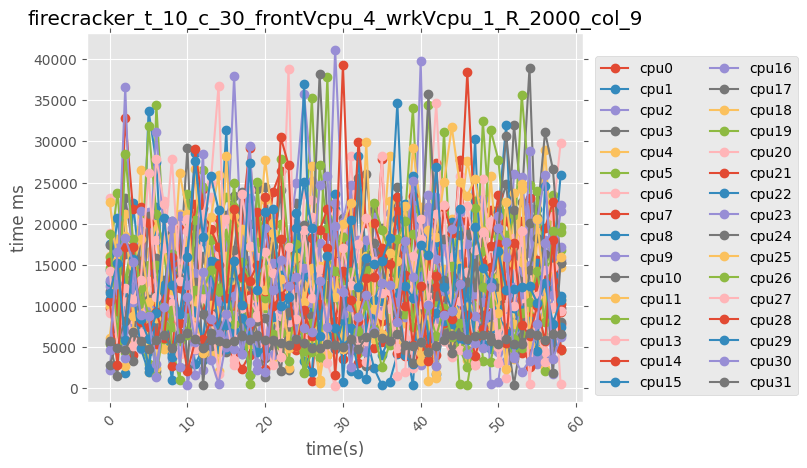 firecracker_t_10_c_30_frontVcpu_4_wrkVcpu_1_R_2000_col_9
time ms
40000
35000
30000
25000
20000
15000
10000
5000
0
0
10
20
30
40
50
60
time(s)
cpu0
cpu1
cpu2
cpu3
cpu4
cpu5
cpu6
cpu7
cpu8
cpu9
cpu10
cpu11
cpu12
cpu13
cpu14
cpu15
cpu16
cpu17
cpu18
cpu19
cpu20
cpu21
cpu22
cpu23
cpu24
cpu25
cpu26
cpu27
cpu28
cpu29
cpu30
cpu31